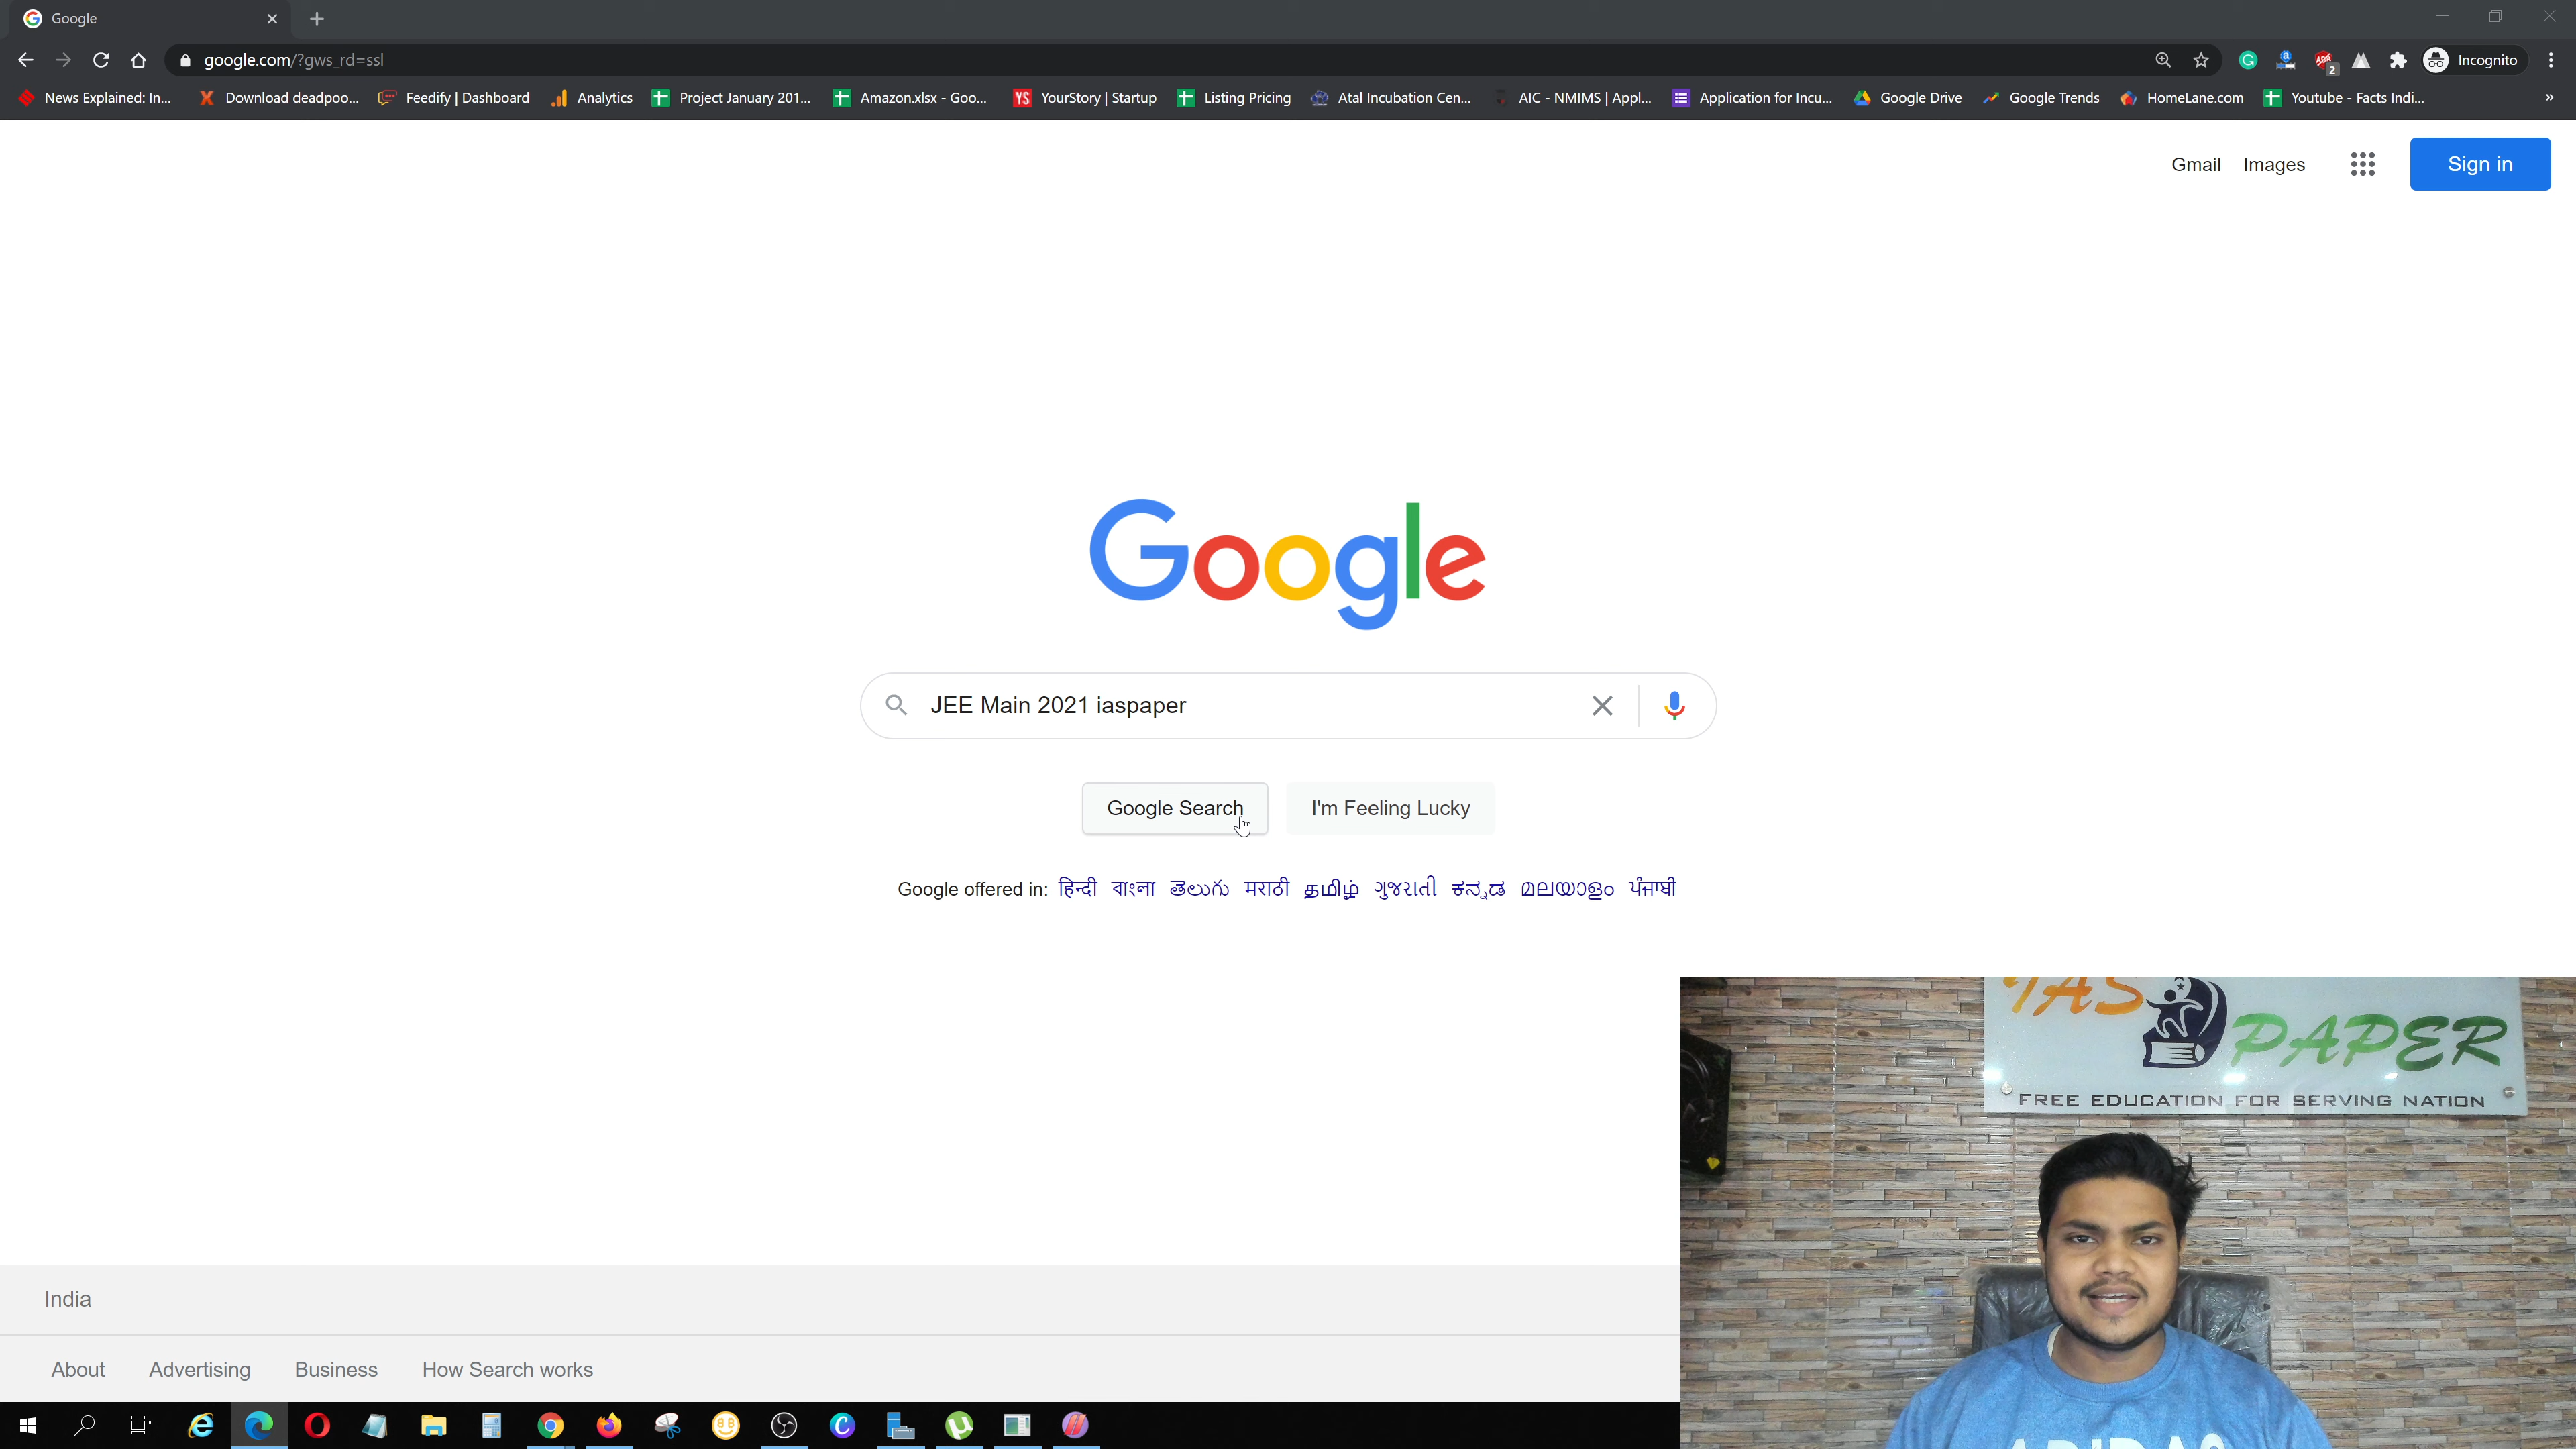 Google
google.com/?gws_rd=ssl
Incognito
News Explained: In...
Download deadpoo...
Feedify | Dashboard
Analytics
Project January 201...
Amazon.xlsx - Goo...
YS YourStory | Startup
Listing Pricing
Atal Incubation Cen...
AIC - NMIMS | Appl...
Application for Incu...
Google Drive
Google Trends
HomeLane.com
Youtube - Facts Indi...
Gmail Images Sign in
Google
JEE Main 2021 iaspaper
Google Search I'm Feeling Lucky
Google offered in: हिन्दी বাংলা తెలుగు मराठी தமிழ் ગુજરાતી ಕನ್ನಡ മലയാളം ਪੰਜਾਬੀ
IAS PAPER
FREE EDUCATION FOR SERVING NATION
India
About Advertising Business How Search works